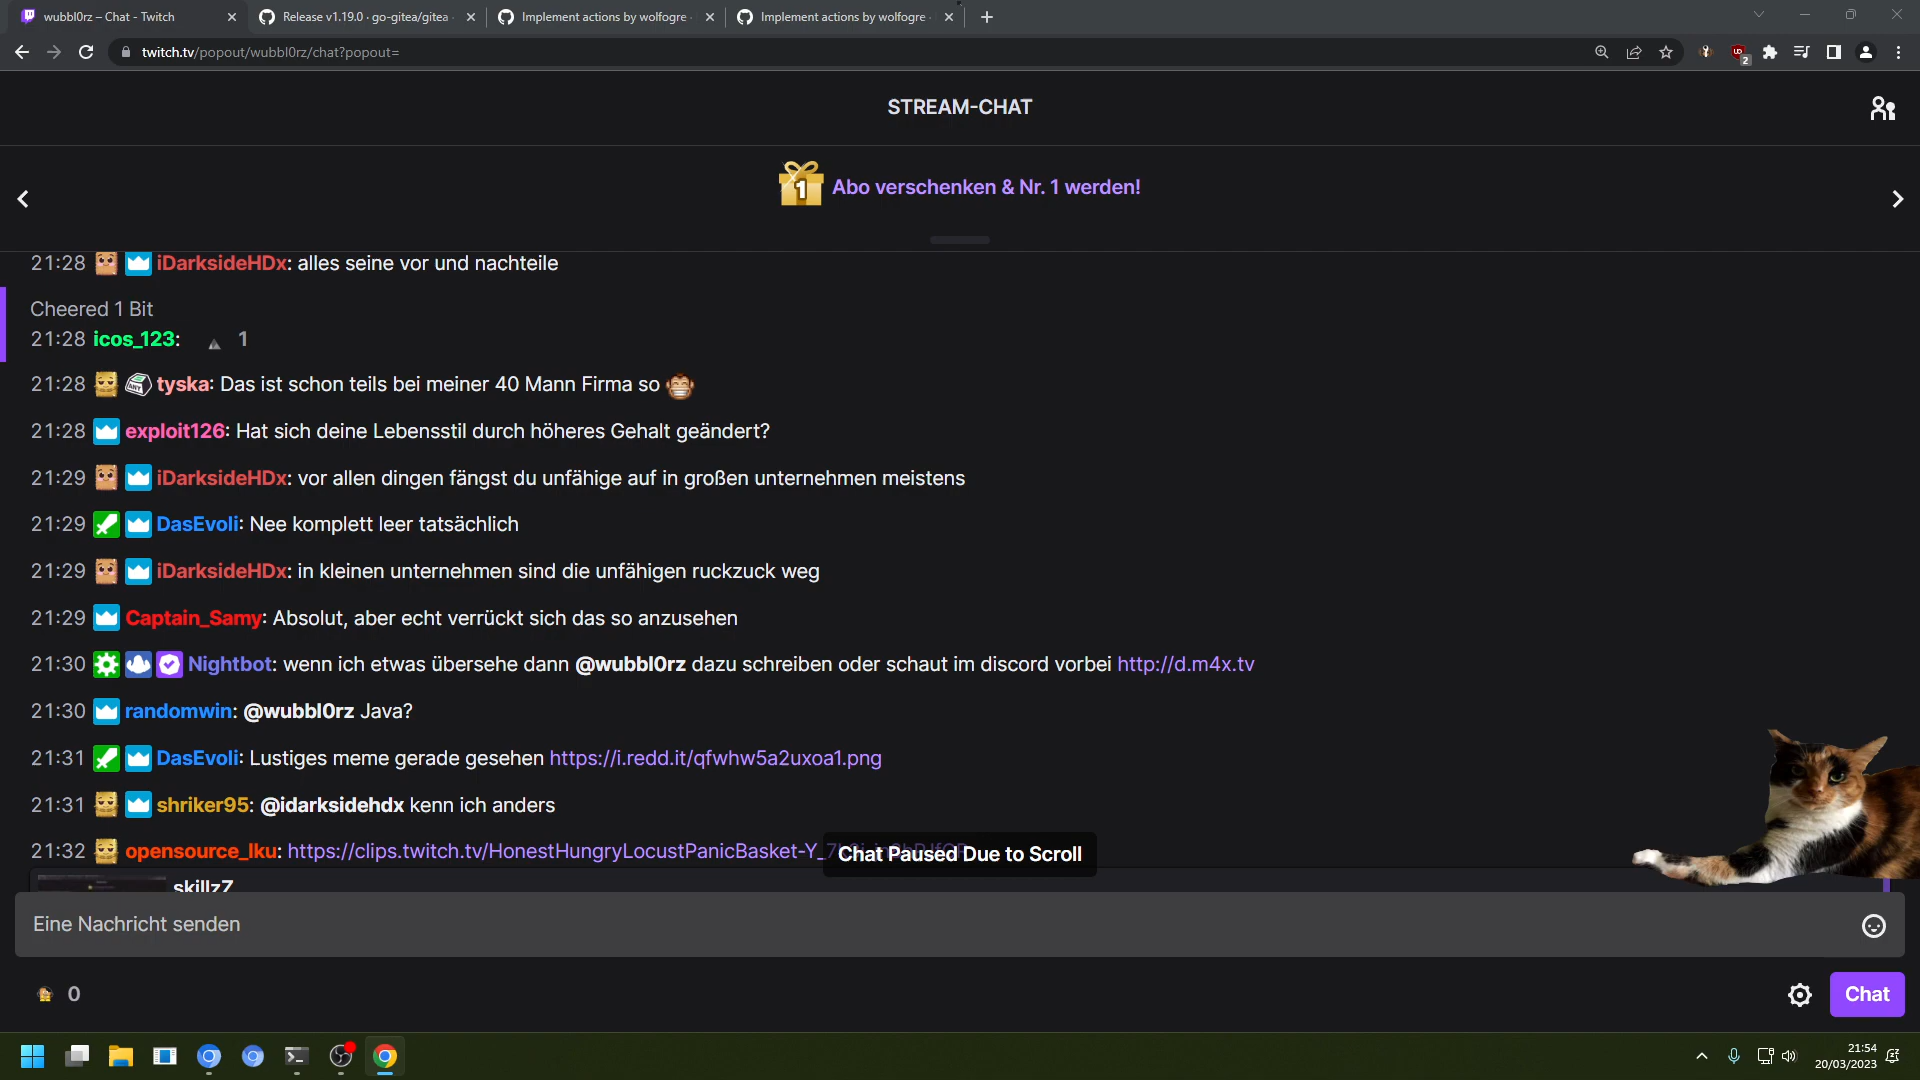 wubbl0rz – Chat - Twitch
Release v1.19.0 · go-gitea/gitea
Implement actions by wolfogre
Implement actions by wolfogre
twitch.tv/popout/wubbl0rz/chat?popout=
2
STREAM-CHAT
1 Abo verschenken & Nr. 1 werden!
21:28 iDarksideHDx: alles seine vor und nachteile
Cheered 1 Bit
21:28 icos_123: 1
21:28 tyska: Das ist schon teils bei meiner 40 Mann Firma so
21:28 exploit126: Hat sich deine Lebensstil durch höheres Gehalt geändert?
21:29 iDarksideHDx: vor allen dingen fängst du unfähige auf in großen unternehmen meistens
21:29 DasEvoli: Nee komplett leer tatsächlich
21:29 iDarksideHDx: in kleinen unternehmen sind die unfähigen ruckzuck weg
21:29 Captain_Samy: Absolut, aber echt verrückt sich das so anzusehen
21:30 Nightbot: wenn ich etwas übersehe dann @wubbl0rz dazu schreiben oder schaut im discord vorbei http://d.m4x.tv
21:30 randomwin: @wubbl0rz Java?
21:31 DasEvoli: Lustiges meme gerade gesehen https://i.redd.it/qfwhw5a2uxoa1.png
21:31 shriker95: @idarksidehdx kenn ich anders
21:32 opensource_lku: https://clips.twitch.tv/HonestHungryLocustPanicBasket-Y_
Chat Paused Due to Scroll
skillzZ
Eine Nachricht senden
0
Chat
21:54
20/03/2023